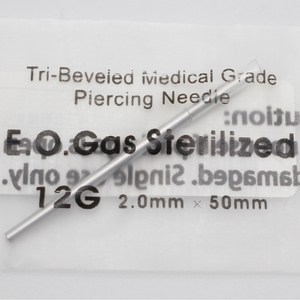 Tri-Beveled Medical Grade
Piercing Needle
ution:
E.O.Gas Sterilized
damaged. Single use only.
12G 2.0mm × 50mm